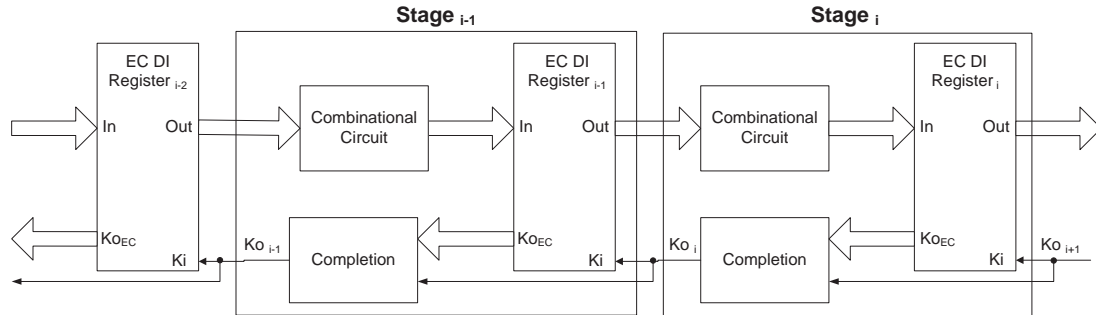 Stage i-1
Stage i
EC DI
Register i-2
In
Out
KoEC
Ki
Combinational
Circuit
EC DI
Register i-1
In
Out
KoEC
Ki
Ko i-1
Completion
Combinational
Circuit
EC DI
Register i
In
Out
KoEC
Ki
Ko i
Completion
Ko i+1